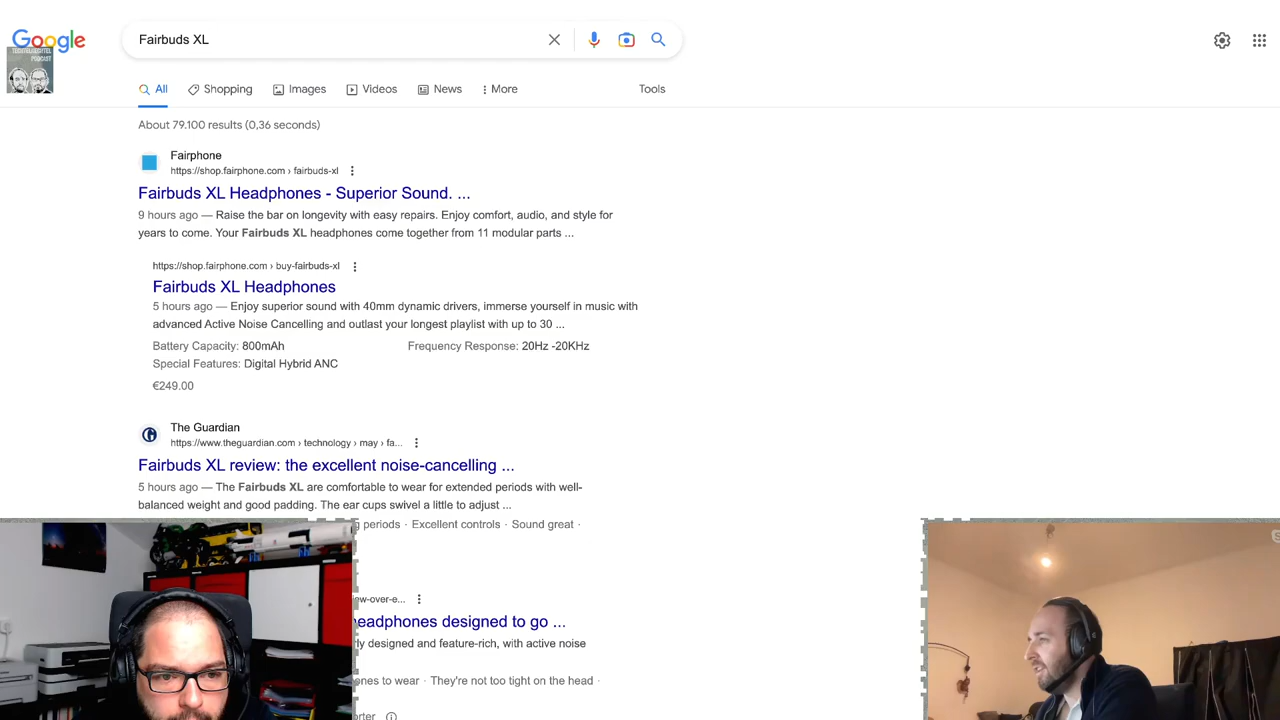 Google
PODCAST
Fairbuds XL
All
Shopping
Images
Videos
News
More
Tools
About 79.100 results (0,36 seconds)
Fairphone
https://shop.fairphone.com › fairbuds-xl
Fairbuds XL Headphones - Superior Sound. ...
9 hours ago — Raise the bar on longevity with easy repairs. Enjoy comfort, audio, and style for
years to come. Your Fairbuds XL headphones come together from 11 modular parts ...
https://shop.fairphone.com › buy-fairbuds-xl
Fairbuds XL Headphones
5 hours ago — Enjoy superior sound with 40mm dynamic drivers, immerse yourself in music with
advanced Active Noise Cancelling and outlast your longest playlist with up to 30 ...
Battery Capacity: 800mAh Frequency Response: 20Hz -20KHz
Special Features: Digital Hybrid ANC
€249.00
The Guardian
https://www.theguardian.com › technology › may › fa...
Fairbuds XL review: the excellent noise-cancelling ...
5 hours ago — The Fairbuds XL are comfortable to wear for extended periods with well-
balanced weight and good padding. The ear cups swivel a little to adjust ...
g periods · Excellent controls · Sound great ·
ow-over-e...
eadphones designed to go ...
ly designed and feature-rich, with active noise
ones to wear · They're not too tight on the head ·
orter